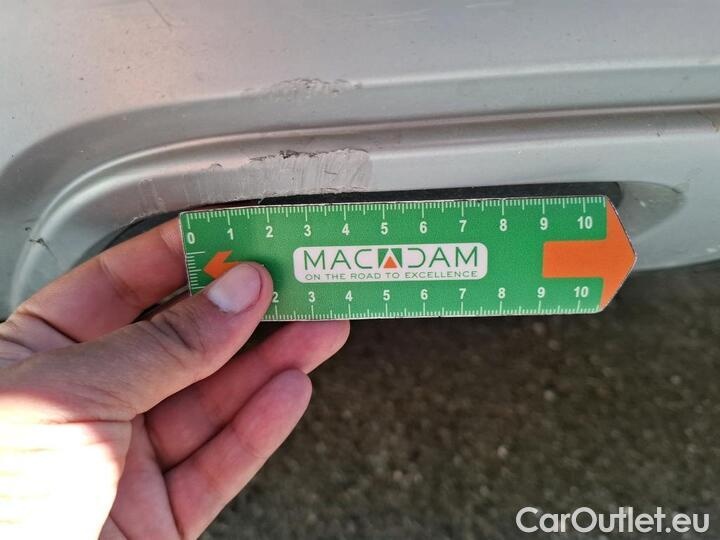 0 1 2 3 4 5 6 7 8 9 10
MACADAM
ON THE ROAD TO EXCELLENCE
2 3 4 5 6 7 8 9 10
CarOutlet.eu